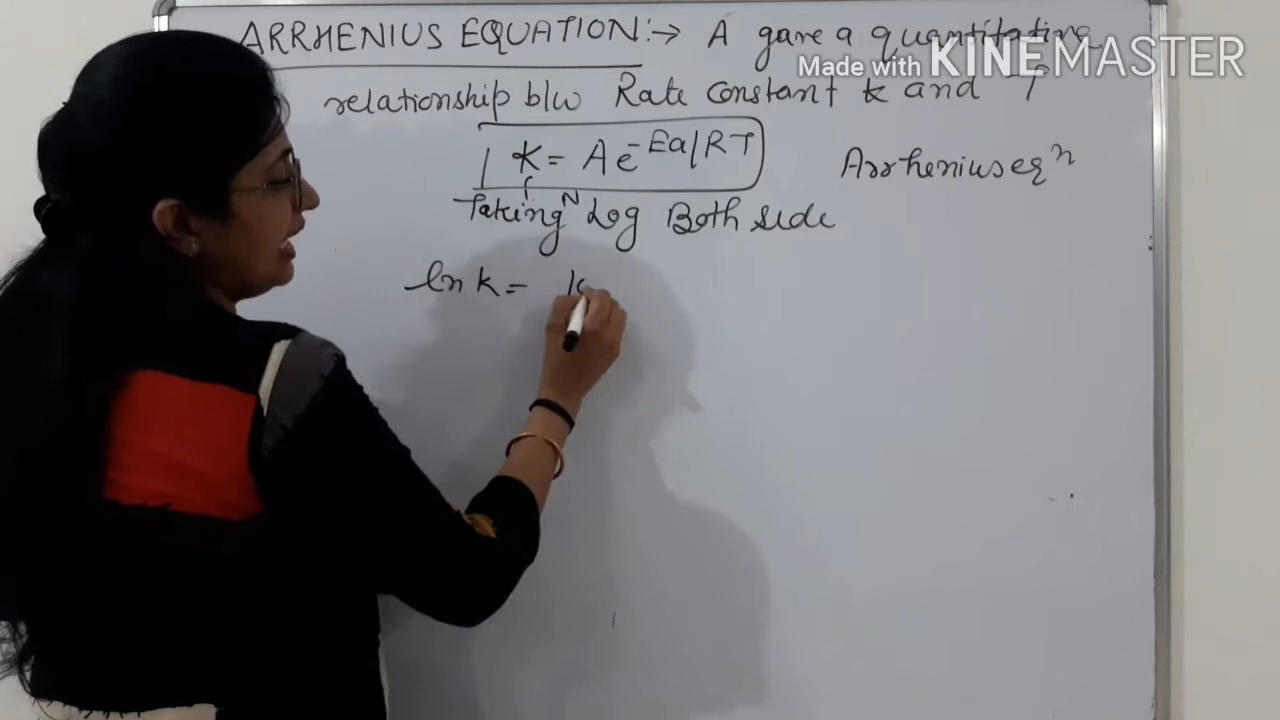 ARRHENIUS EQUATION:→ A gave a quantitative
Made with KINEMASTER
relationship b/w Rate constant k and T
K = A e^-Ea/RT
Arrhenius eqn
Taking Log Both side
ln k =